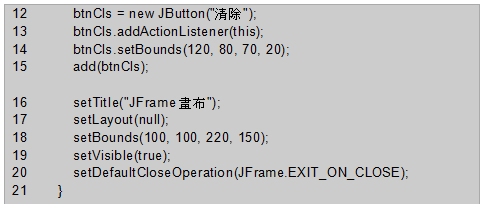 12 btnCls = new JButton("清除");
13 btnCls.addActionListener(this);
14 btnCls.setBounds(120, 80, 70, 20);
15 add(btnCls);
16 setTitle("JFrame 畫布");
17 setLayout(null);
18 setBounds(100, 100, 220, 150);
19 setVisible(true);
20 setDefaultCloseOperation(JFrame.EXIT_ON_CLOSE);
21 }